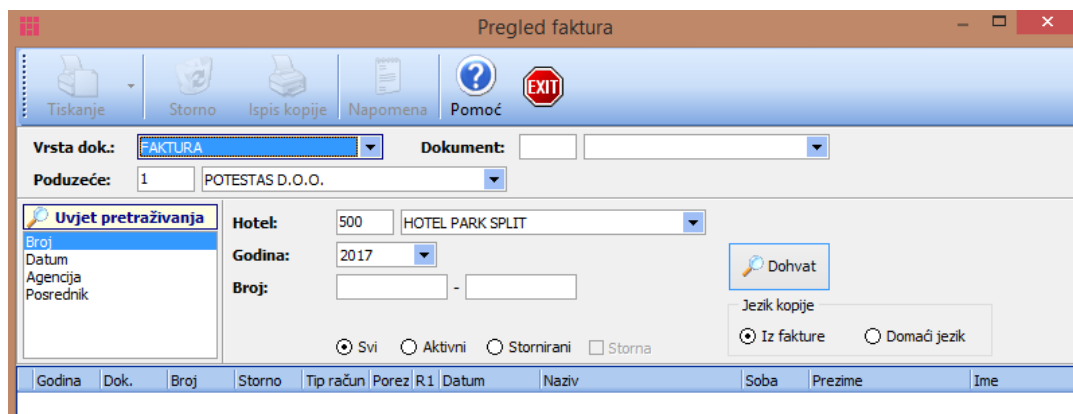 Pregled faktura
Tiskanje Storno Ispis kopije Napomena Pomoć EXIT
Vrsta dok.: FAKTURA Dokument:
Poduzeće: 1 POTESTAS D.O.O.
Uvjet pretraživanja
Broj
Datum
Agencija
Posrednik
Hotel: 500 HOTEL PARK SPLIT
Godina: 2017
Broj: -
Svi Aktivni Stornirani Storna
Dohvat
Jezik kopije
Iz fakture Domaći jezik
Godina Dok. Broj Storno Tip račun Porez R1 Datum Naziv Soba Prezime Ime